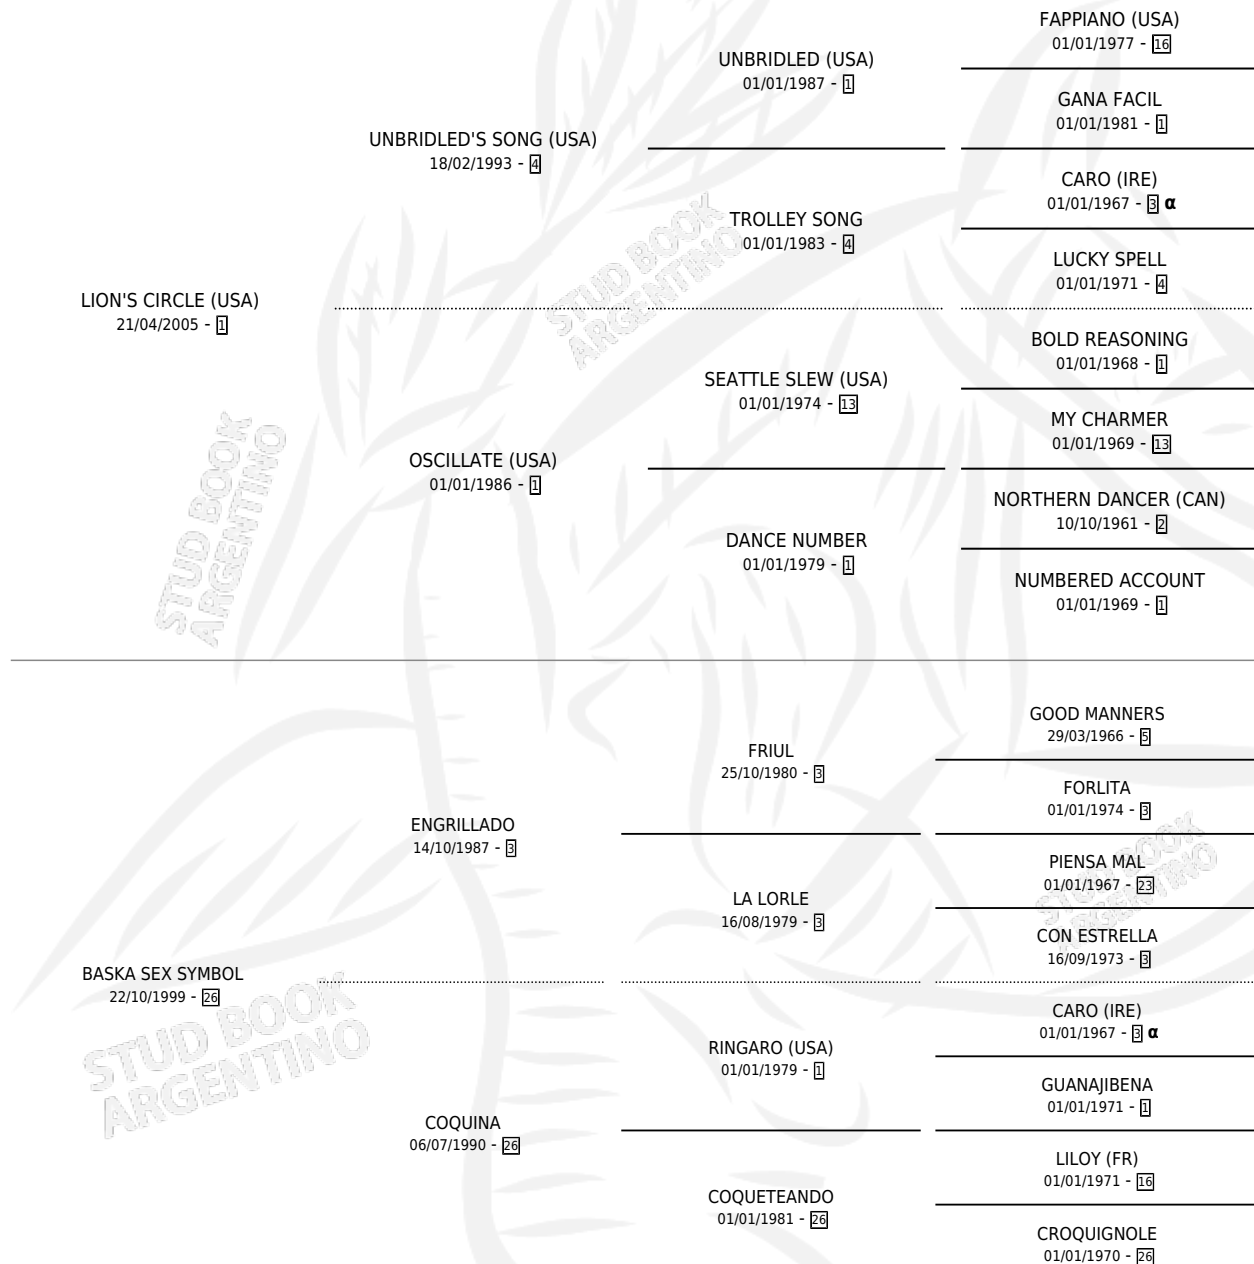 FAPPIANO (USA)
01/01/1977 - 16
UNBRIDLED (USA)
01/01/1987 - 1
GANA FACIL
01/01/1981 - 1
UNBRIDLED'S SONG (USA)
18/02/1993 - 4
CARO (IRE)
01/01/1967 - 3 α
TROLLEY SONG
01/01/1983 - 4
LUCKY SPELL
01/01/1971 - 4
STUD BOOK
ARGENTINO
LION'S CIRCLE (USA)
21/04/2005 - 1
BOLD REASONING
01/01/1968 - 1
SEATTLE SLEW (USA)
01/01/1974 - 13
MY CHARMER
01/01/1969 - 13
OSCILLATE (USA)
01/01/1986 - 1
NORTHERN DANCER (CAN)
10/10/1961 - 2
DANCE NUMBER
01/01/1979 - 1
NUMBERED ACCOUNT
01/01/1969 - 1
STUD BOOK
ARGENTINO
GOOD MANNERS
29/03/1966 - 5
FRIUL
25/10/1980 - 3
FORLITA
01/01/1974 - 3
ENGRILLADO
14/10/1987 - 3
PIENSA MAL
01/01/1967 - 23
LA LORLE
16/08/1979 - 3
CON ESTRELLA
16/09/1973 - 3
STUD BOOK
ARGENTINO
BASKA SEX SYMBOL
22/10/1999 - 26
CARO (IRE)
01/01/1967 - 3 α
RINGARO (USA)
01/01/1979 - 1
GUANAJIBENA
01/01/1971 - 1
COQUINA
06/07/1990 - 26
LILOY (FR)
01/01/1971 - 16
COQUETEANDO
01/01/1981 - 26
CROQUIGNOLE
01/01/1970 - 26
STUD BOOK
ARGENTINO